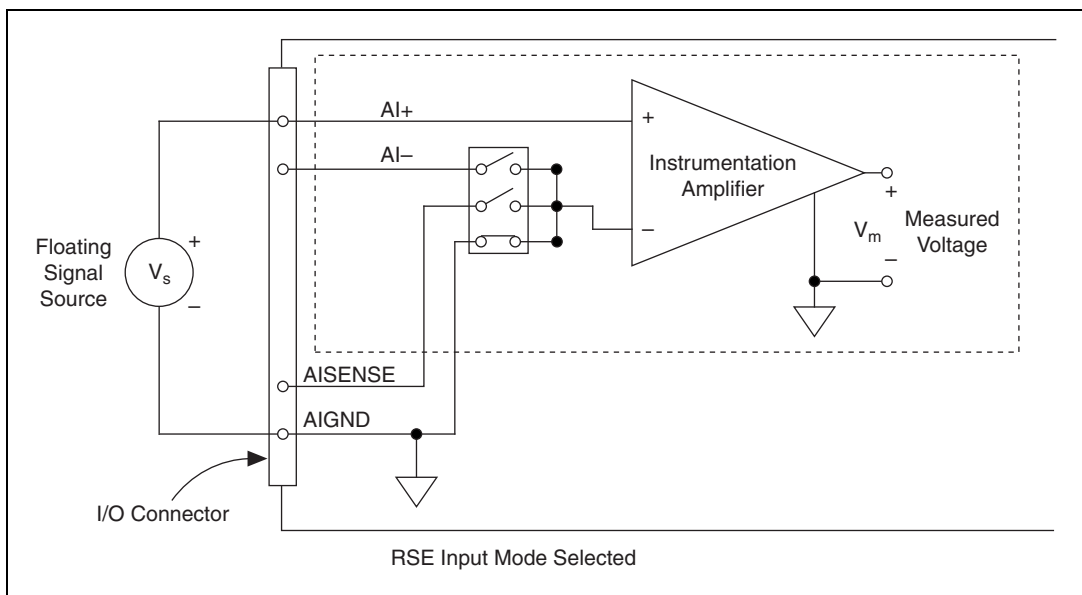 AI+
AI–
+
Instrumentation
Amplifier
–
+
V_m
–
Measured
Voltage
Floating
Signal
Source
V_s
+
–
AISENSE
AIGND
I/O Connector
RSE Input Mode Selected